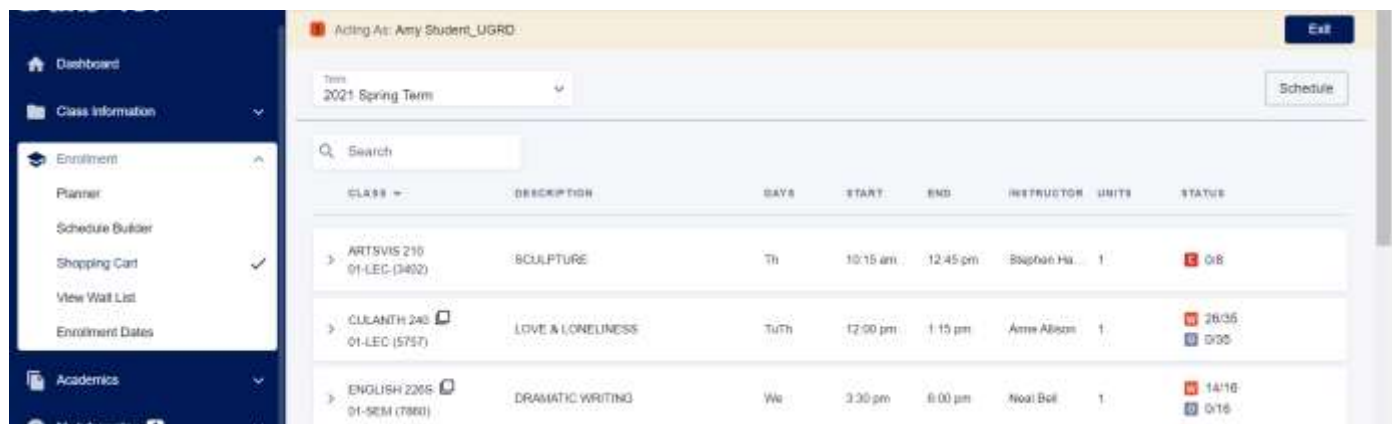 Acting As: Amy Student_UGRD
Exit
Dashboard
Class Information
Enrollment
Planner
Schedule Builder
Shopping Cart
View Wait List
Enrollment Dates
Academics
Term
2021 Spring Term
Schedule
Search
CLASS DESCRIPTION DAYS START END INSTRUCTOR UNITS STATUS
ARTSVIS 210 SCULPTURE Th 10:15 am 12:45 pm Stephen Ha... 1 C 0/8
01-LEC (3402)
CULANTH 240 LOVE & LONELINESS TuTh 12:00 pm 1:15 pm Anne Allison 1 W 26/35
01-LEC (5757) 0/35
ENGLISH 226S DRAMATIC WRITING We 3:30 pm 6:00 pm Neal Bell 1 W 14/16
01-SEM (7860) 0/16